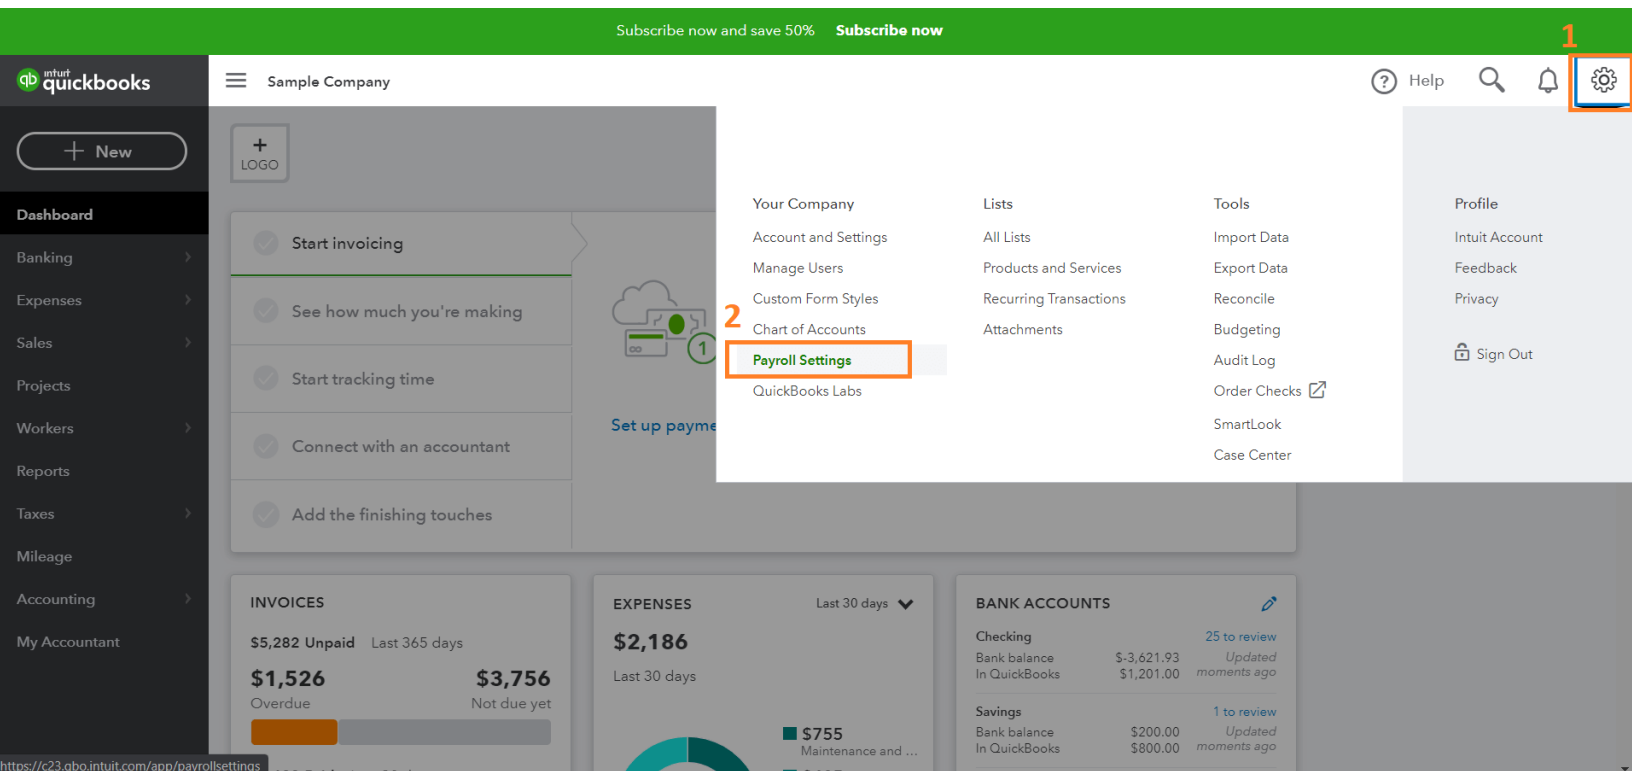 Subscribe now and save 50% Subscribe now
1
qb intuit quickbooks
Sample Company
? Help
+ New
Dashboard
Banking
Expenses
Sales
Projects
Workers
Reports
Taxes
Mileage
Accounting
My Accountant
+
LOGO
Start invoicing
See how much you're making
Start tracking time
Connect with an accountant
Add the finishing touches
1
Set up payme
Your Company
Account and Settings
Manage Users
Custom Form Styles
2
Chart of Accounts
Payroll Settings
QuickBooks Labs
Lists
All Lists
Products and Services
Recurring Transactions
Attachments
Tools
Import Data
Export Data
Reconcile
Budgeting
Audit Log
Order Checks
SmartLook
Case Center
Profile
Intuit Account
Feedback
Privacy
Sign Out
INVOICES
$5,282 Unpaid Last 365 days
$1,526 $3,756
Overdue Not due yet
EXPENSES Last 30 days
$2,186
Last 30 days
$755
Maintenance and ...
BANK ACCOUNTS
Checking 25 to review
Bank balance $-3,621.93 Updated
In QuickBooks $1,201.00 moments ago
Savings 1 to review
Bank balance $200.00 Updated
In QuickBooks $800.00 moments ago
https://c23.qbo.intuit.com/app/payrollsettings